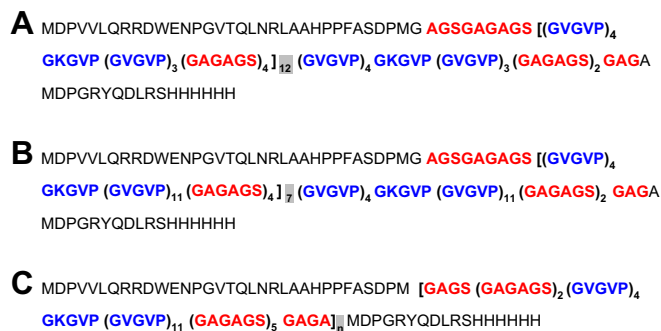 A MDPVVLQRRDWENPGVTQLNRLAAHPPFASDPMG AGSGAGAGS [(GVGVP)4
GKGVP (GVGVP)3(GAGAGS)4]12 (GVGVP)4 GKGVP (GVGVP)3(GAGAGS)2 GAGA
MDPGRYQDLRSHHHHHH
B MDPVVLQRRDWENPGVTQLNRLAAHPPFASDPMG AGSGAGAGS [(GVGVP)4
GKGVP (GVGVP)11 (GAGAGS)4]7 (GVGVP)4 GKGVP (GVGVP)11(GAGAGS)2 GAGA
MDPGRYQDLRSHHHHHH
C MDPVVLQRRDWENPGVTQLNRLAAHPPFASDPM [GAGS (GAGAGS)2(GVGVP)4
GKGVP (GVGVP)11 (GAGAGS)5 GAGA]n MDPGRYQDLRSHHHHHH